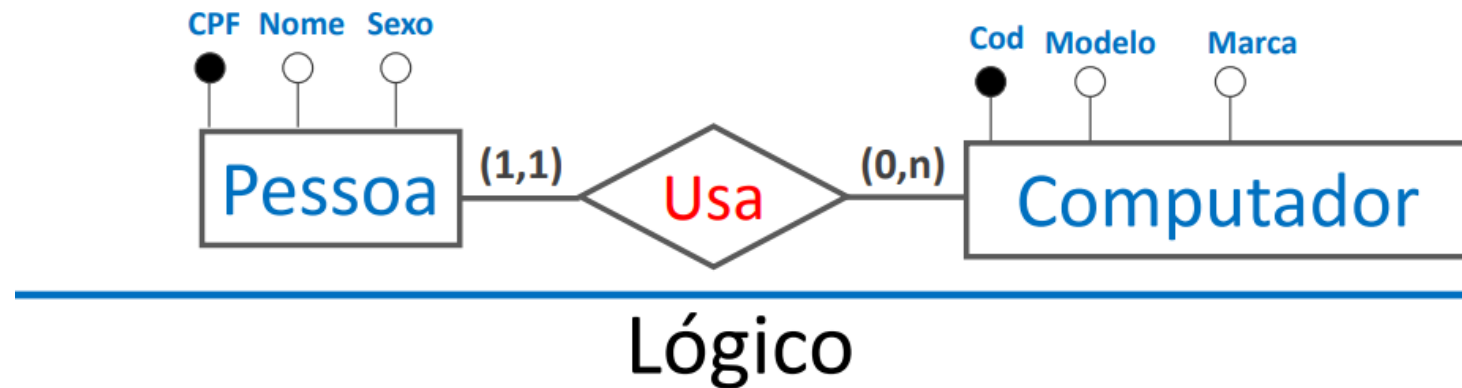 CPF Nome Sexo
Cod Modelo Marca
Pessoa (1,1) Usa (0,n) Computador
Lógico